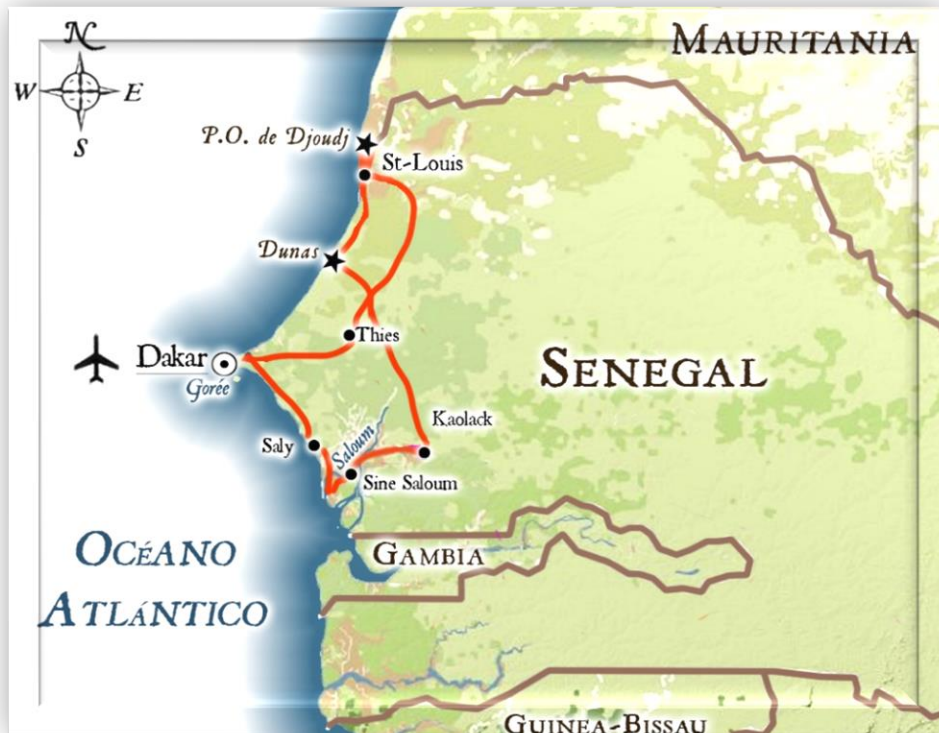 N
MAURITANIA
W E
S
P.O. de Djoudj
St-Louis
Dunas
Thies
Dakar
Gorée
SENEGAL
Kaolack
Saly
Saloum
Sine Saloum
OCÉANO
ATLÁNTICO
GAMBIA
GUINEA-BISSAU